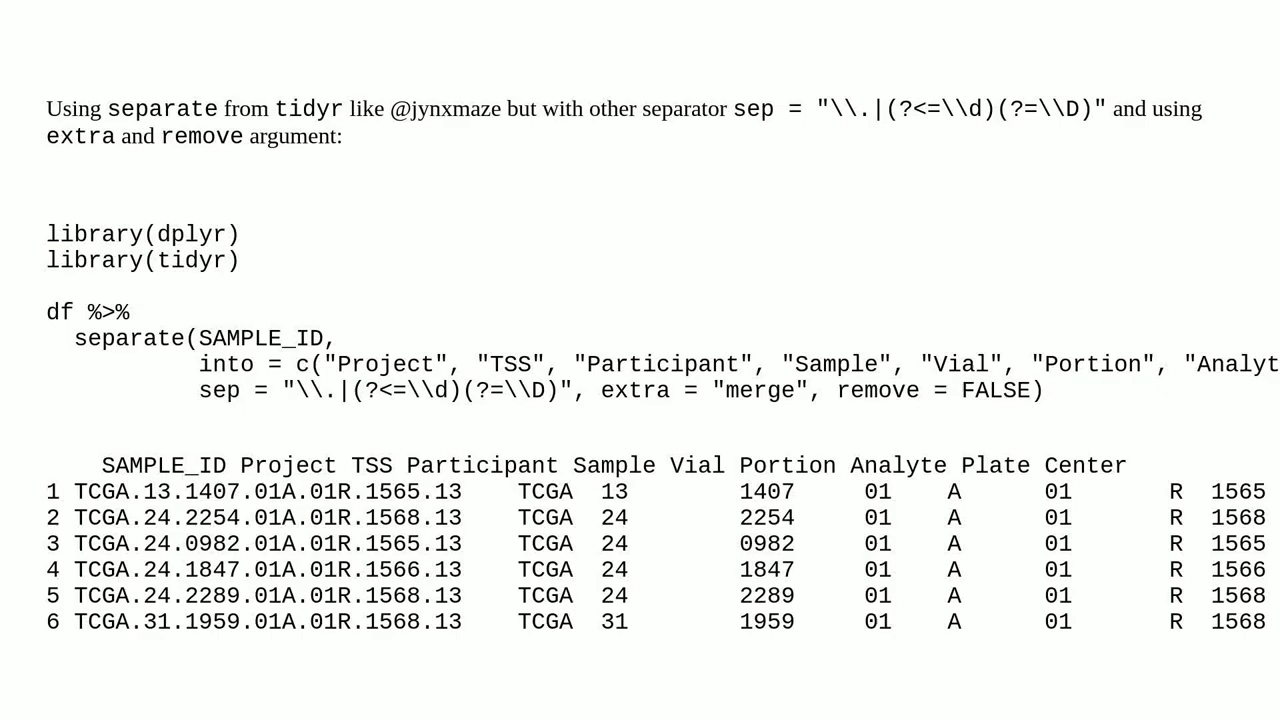 Using separate from tidyr like @jynxmaze but with other separator sep = "\\.|(?<=\\d)(?=\\D)" and using
extra and remove argument:
library(dplyr)
library(tidyr)
df %>%
  separate(SAMPLE_ID,
           into = c("Project", "TSS", "Participant", "Sample", "Vial", "Portion", "Analyt
           sep = "\\.|(?<=\\d)(?=\\D)", extra = "merge", remove = FALSE)
    SAMPLE_ID Project TSS Participant Sample Vial Portion Analyte Plate Center
1 TCGA.13.1407.01A.01R.1565.13    TCGA  13        1407     01    A      01       R  1565
2 TCGA.24.2254.01A.01R.1568.13    TCGA  24        2254     01    A      01       R  1568
3 TCGA.24.0982.01A.01R.1565.13    TCGA  24        0982     01    A      01       R  1565
4 TCGA.24.1847.01A.01R.1566.13    TCGA  24        1847     01    A      01       R  1566
5 TCGA.24.2289.01A.01R.1568.13    TCGA  24        2289     01    A      01       R  1568
6 TCGA.31.1959.01A.01R.1568.13    TCGA  31        1959     01    A      01       R  1568